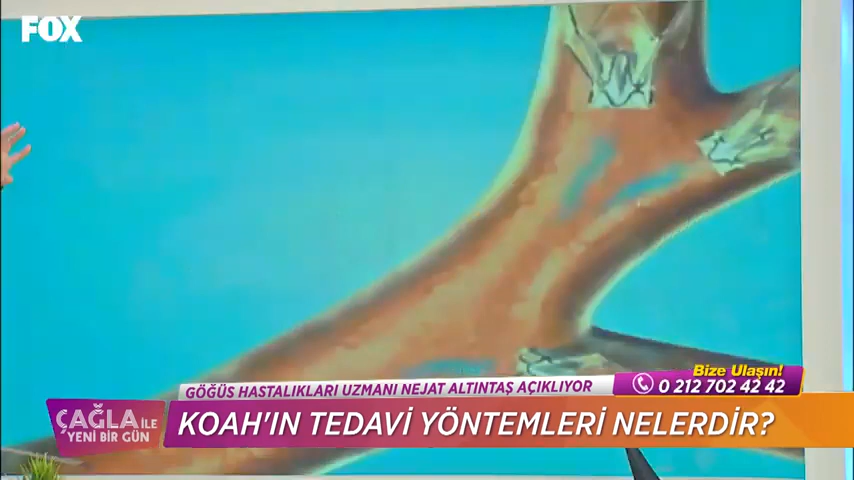 FOX
Bize Ulaşın!
GÖĞÜS HASTALIKLARI UZMANI NEJAT ALTINTAŞ AÇIKLIYOR
0 212 702 42 42
ÇAĞLA İLE
YENİ BİR GÜN
KOAH'IN TEDAVİ YÖNTEMLERİ NELERDİR?